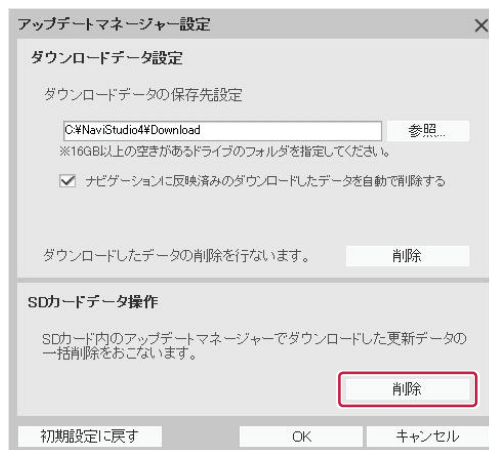 アップデートマネージャー設定
ダウンロードデータ設定
ダウンロードデータの保存先設定
C:¥NaviStudio4¥Download
参照...
※16GB以上の空きがあるドライブのフォルダを指定してください。
ナビゲーションに反映済みのダウンロードしたデータを自動で削除する
ダウンロードしたデータの削除を行ないます。
削除
SDカードデータ操作
SDカード内のアップデートマネージャーでダウンロードした更新データの
一括削除をおこないます。
削除
初期設定に戻す
OK
キャンセル